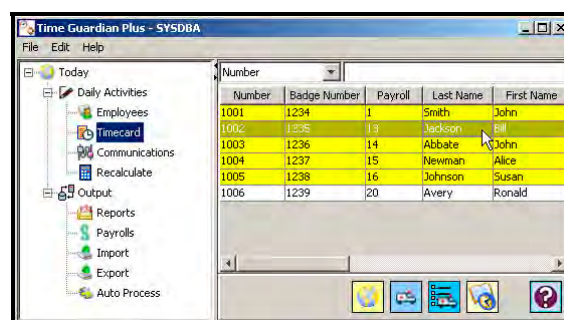 Time Guardian Plus - SYSDBA
File Edit Help
Today
Daily Activities
Employees
Timecard
Communications
Recalculate
Output
Reports
Payrolls
Import
Export
Auto Process
Number
Number Badge Number Payroll Last Name First Name
1001 1234 1 Smith John
1002 1235 13 Jackson Bill
1003 1236 14 Abbate John
1004 1237 15 Newman Alice
1005 1238 16 Johnson Susan
1006 1239 20 Avery Ronald